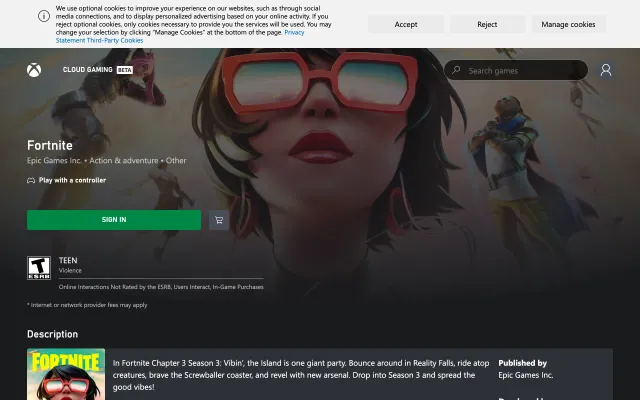 We use optional cookies to improve your experience on our websites, such as through social
media connections, and to display personalized advertising based on your online activity. If you
reject optional cookies, only cookies necessary to provide you the services will be used. You may
change your selection by clicking "Manage Cookies" at the bottom of the page. Privacy
Statement Third-Party Cookies
Accept
Reject
Manage cookies
CLOUD GAMING BETA
Search games
Fortnite
Epic Games Inc. • Action & adventure • Other
Play with a controller
SIGN IN
TEEN
Violence
T
ESRB
Online Interactions Not Rated by the ESRB, Users Interact, In-Game Purchases
* Internet or network provider fees may apply
Description
FORTNITE
In Fortnite Chapter 3 Season 3: Vibin', the Island is one giant party. Bounce around in Reality Falls, ride atop
creatures, brave the Screwballer coaster, and revel with new arsenal. Drop into Season 3 and spread the
good vibes!
Published by
Epic Games Inc.